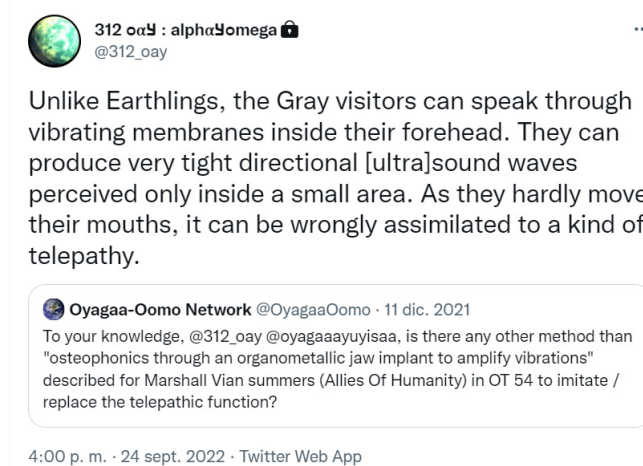 312 oαy : alphαyomega
@312_oay
Unlike Earthlings, the Gray visitors can speak through
vibrating membranes inside their forehead. They can
produce very tight directional [ultra]sound waves
perceived only inside a small area. As they hardly move
their mouths, it can be wrongly assimilated to a kind of
telepathy.
Oyagaa-Oomo Network @OyagaaOomo · 11 dic. 2021
To your knowledge, @312_oay @oyagaaayuyisaa, is there any other method than
"osteophonics through an organometallic jaw implant to amplify vibrations"
described for Marshall Vian summers (Allies Of Humanity) in OT 54 to imitate /
replace the telepathic function?
4:00 p. m. · 24 sept. 2022 · Twitter Web App